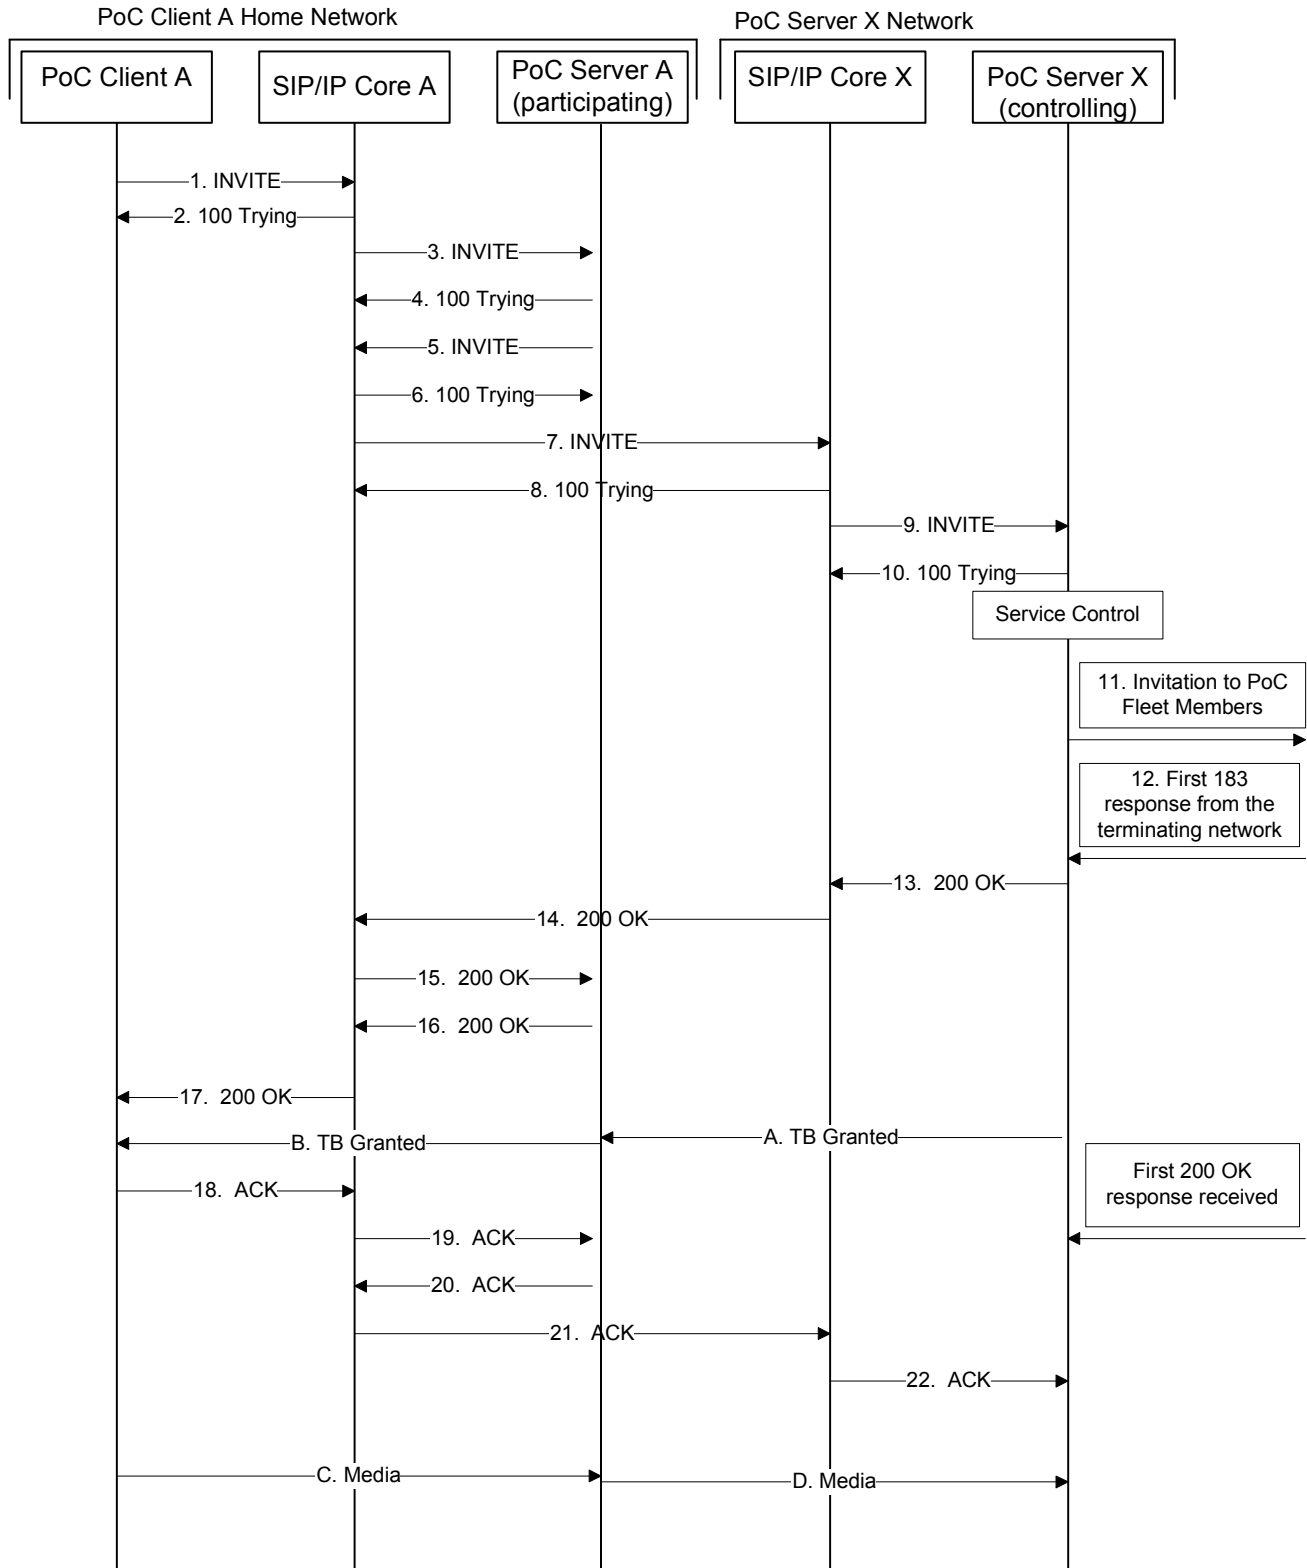 PoC Client A Home Network
PoC Server X Network
PoC Client A
SIP/IP Core A
PoC Server A
(participating)
SIP/IP Core X
PoC Server X
(controlling)
1. INVITE
2. 100 Trying
3. INVITE
4. 100 Trying
5. INVITE
6. 100 Trying
7. INVITE
8. 100 Trying
9. INVITE
10. 100 Trying
Service Control
11. Invitation to PoC
Fleet Members
12. First 183
response from the
terminating network
13. 200 OK
14. 200 OK
15. 200 OK
16. 200 OK
17. 200 OK
A. TB Granted
B. TB Granted
First 200 OK
response received
18. ACK
19. ACK
20. ACK
21. ACK
22. ACK
C. Media
D. Media